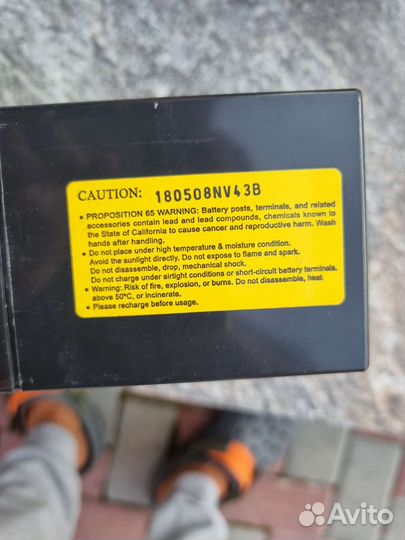 CAUTION: 180508NV43B
• PROPOSITION 65 WARNING: Battery posts, terminals, and related
accessories contain lead and lead compounds, chemicals known to
the State of California to cause cancer and reproductive harm. Wash
hands after handling.
• Do not place under high temperature & moisture condition.
Avoid the sunlight directly. Do not expose to flame and spark.
Do not disassemble, drop, mechanical shock.
Do not charge under airtight conditions or short-circuit battery terminals.
• Warning: Risk of fire, explosion, or burns. Do not disassemble, heat
above 50ºC, or incinerate.
• Please recharge before usage.
Avito